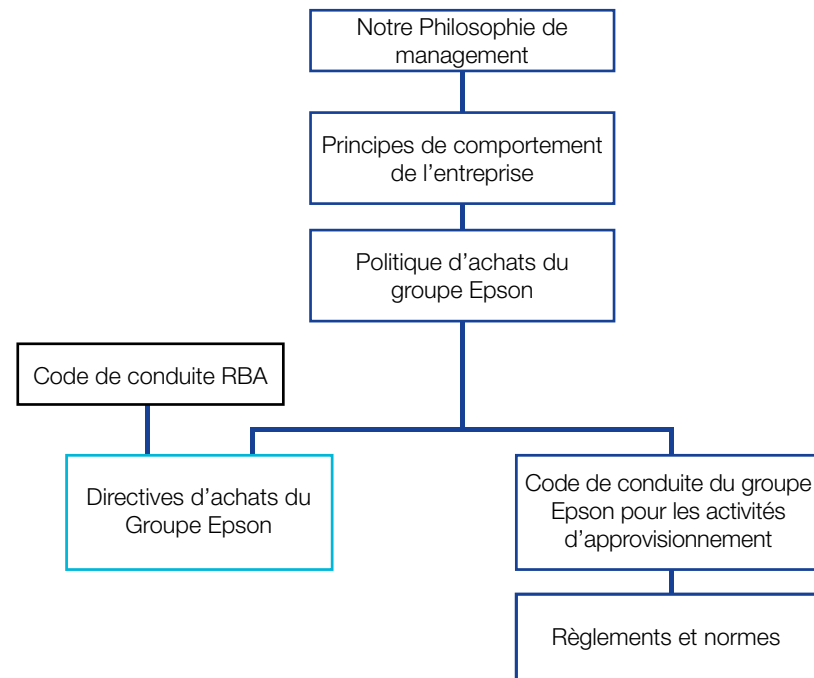 Notre Philosophie de
management
Principes de comportement
de l’entreprise
Politique d’achats du
groupe Epson
Code de conduite RBA
Directives d’achats du
Groupe Epson
Code de conduite du groupe
Epson pour les activités
d’approvisionnement
Règlements et normes